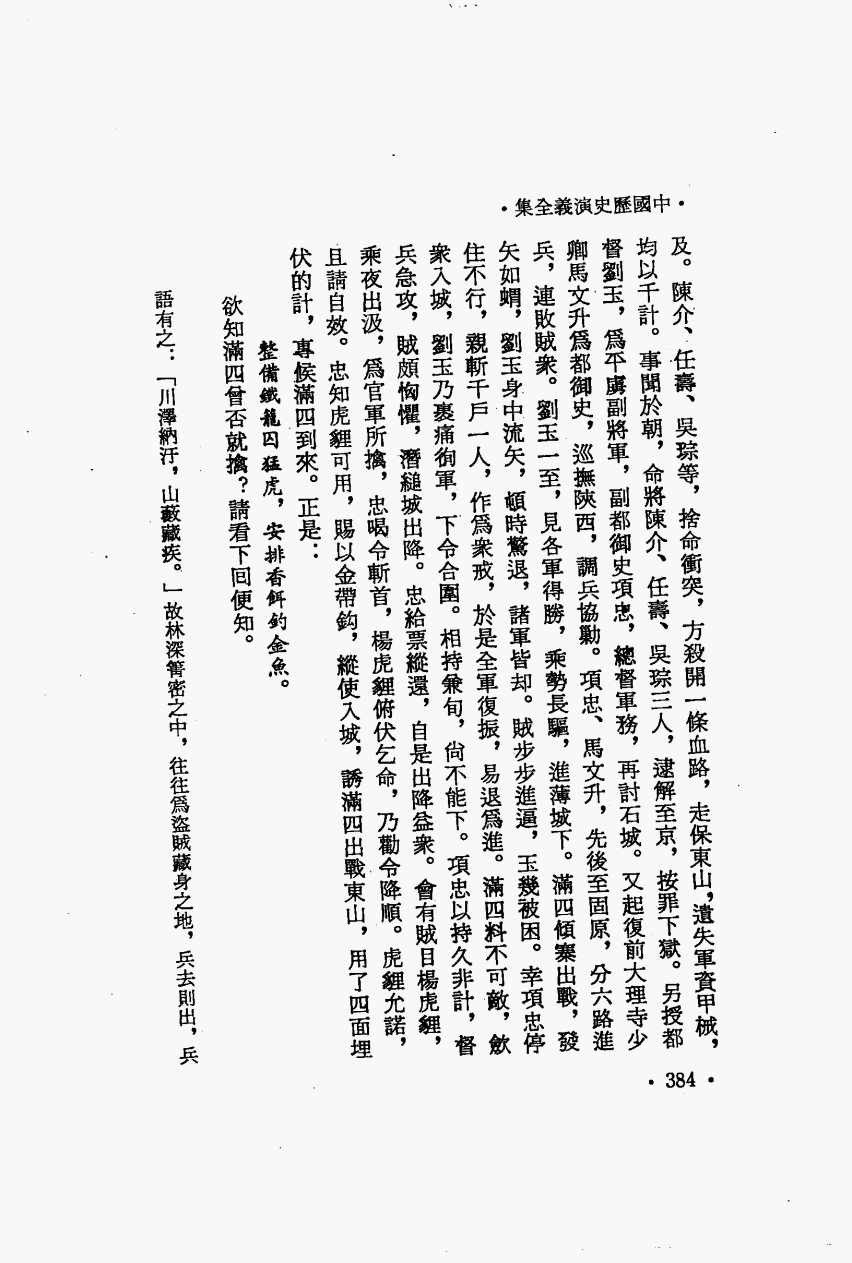 ·中國歷史演義全集·
及。陳介、任壽、吳琮等，捨命衝突，方殺開一條血路，走保東山，遺失軍資甲械，
均以千計。事聞於朝，命將陳介、任壽、吳琮三人，逮解至京，按罪下獄。另授都
督劉玉，爲平虜副將軍，副都御史項忠，總督軍務，再討石城。又起復前大理寺少
卿馬文升爲都御史，巡撫陝西，調兵協勦。項忠、馬文升，先後至固原，分六路進
兵，連敗賊衆。劉玉一至，見各軍得勝，乘勢長驅，進薄城下。滿四傾寨出戰，發
矢如蝟，劉玉身中流矢，頓時驚退，諸軍皆却。賊步步進逼，玉幾被困。幸項忠停
住不行，親斬千戶一人，作爲衆戒，於是全軍復振，易退爲進。滿四料不可敵，斂
衆入城，劉玉乃裹痛徇軍，下令合圍。相持兼旬，尙不能下。項忠以持久非計，督
兵急攻，賊頗恟懼，潛縋城出降。忠給票縱還，自是出降益衆。會有賊目楊虎貍，
乘夜出汲，爲官軍所擒，忠喝令斬首，楊虎貍俯伏乞命，乃勸令降順。虎貍允諾，
且請自效。忠知虎貍可用，賜以金帶鈎，縱使入城，誘滿四出戰東山，用了四面埋
伏的計，專候滿四到來。正是：
整備鐵籠囚猛虎，安排香餌釣金魚。
欲知滿四曾否就擒？請看下回便知。
語有之：「川澤納汙，山藪藏疾。」故林深箐密之中，往往爲盜賊藏身之地，兵去則出，兵
·384·